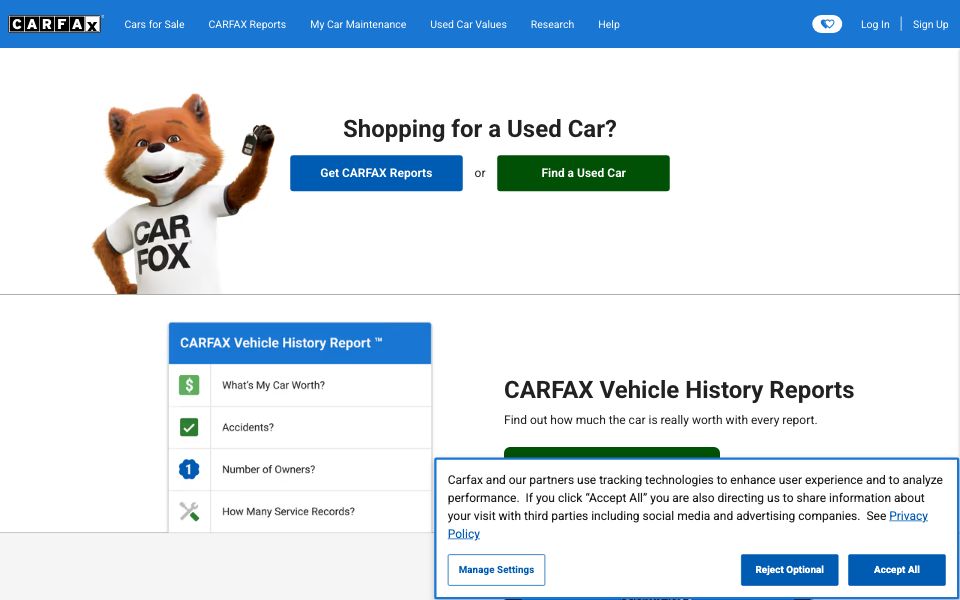 CARFAX
Cars for Sale
CARFAX Reports
My Car Maintenance
Used Car Values
Research
Help
Log In
Sign Up
Shopping for a Used Car?
Get CARFAX Reports
or
Find a Used Car
CAR
FOX
CARFAX Vehicle History Report ™
What's My Car Worth?
Accidents?
1
Number of Owners?
How Many Service Records?
CARFAX Vehicle History Reports
Find out how much the car is really worth with every report.
Carfax and our partners use tracking technologies to enhance user experience and to analyze
performance. If you click “Accept All” you are also directing us to share information about
your visit with third parties including social media and advertising companies. See Privacy
Policy
Manage Settings
Reject Optional
Accept All